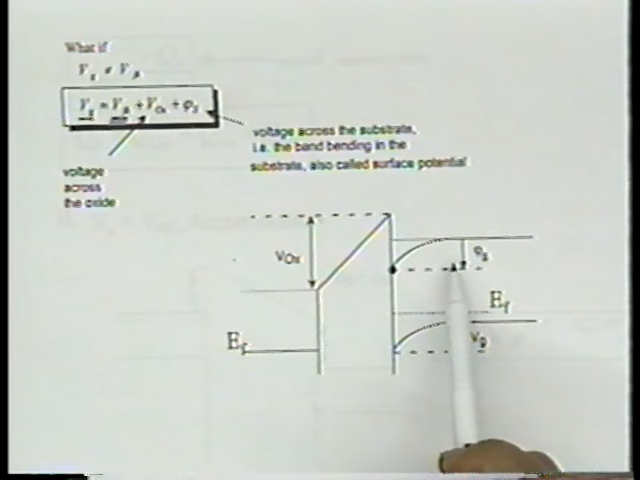 What if
V_g ≠ V_fb
V_g = V_fb + V_Ox + φ_s
voltage across the substrate,
i.e. the band bending in the
substrate, also called surface potential
voltage
across
the oxide
V_Ox
φ_s
E_f
E_f
V_g